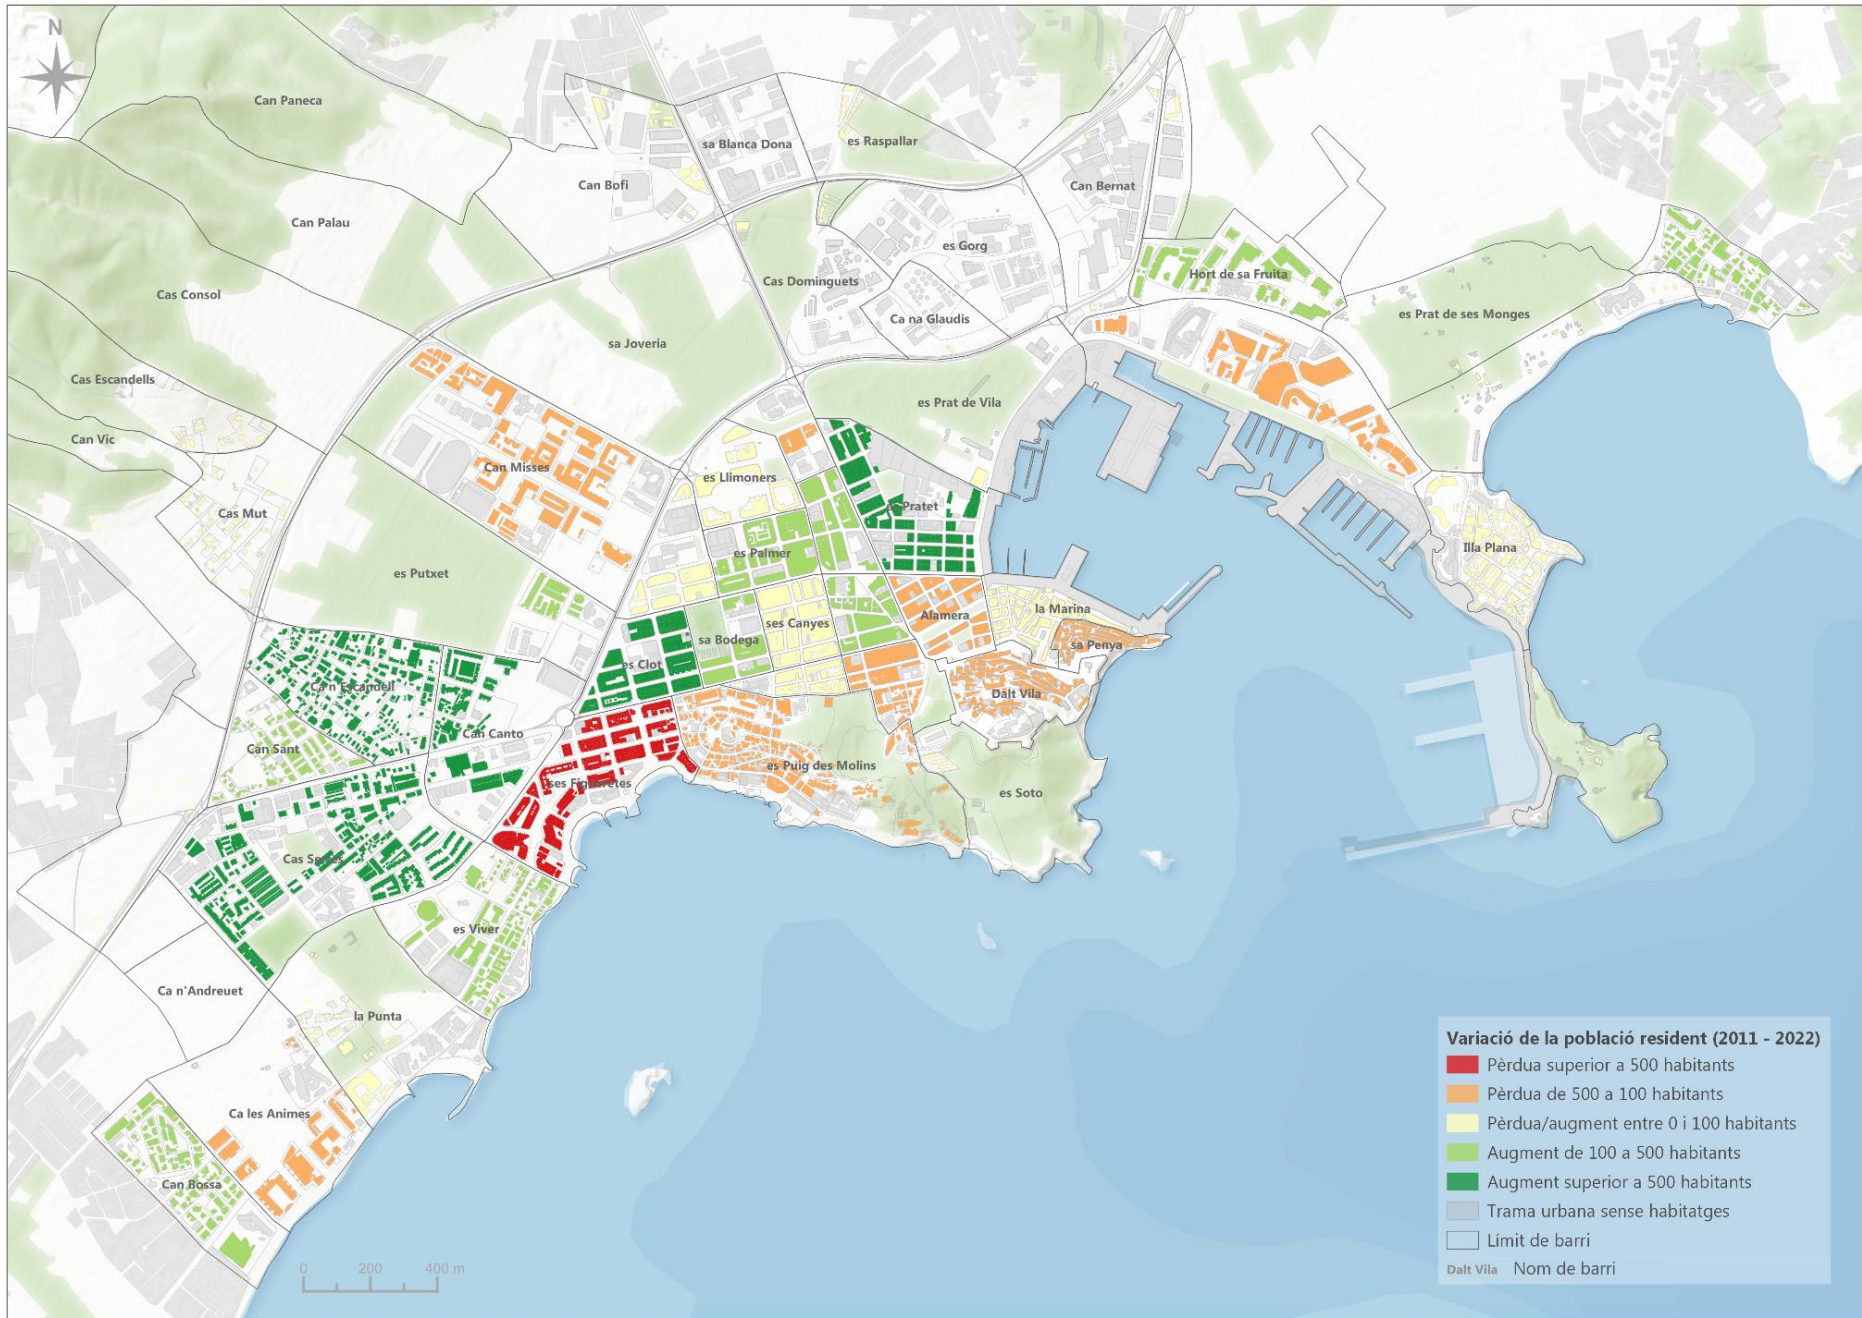 N
Can Paneca
sa Blanca Dona
es Raspallar
Can Bofi
Can Bernat
Can Palau
es Gorg
Hort de sa Fruita
Cas Dominguets
Cas Consol
Ca na Glaudis
es Prat de ses Monges
sa Joveria
Cas Escandells
es Prat de Vila
Can Vic
Can Misses
es Llimoners
es Pratet
Cas Mut
Illa Plana
es Palmer
es Putxet
la Marina
Alamera
ses Canyes
sa Bodega
sa Penya
es Clot
Ca n'Escandell
Dalt Vila
Can Canto
Can Sant
es Puig des Molins
ses Figueretes
es Soto
Cas Serres
es Viver
Ca n'Andreuet
la Punta
Ca les Animes
Can Bossa
0 200 400 m
Variació de la població resident (2011 - 2022)
Pèrdua superior a 500 habitants
Pèrdua de 500 a 100 habitants
Pèrdua/augment entre 0 i 100 habitants
Augment de 100 a 500 habitants
Augment superior a 500 habitants
Trama urbana sense habitatges
Límit de barri
Dalt Vila Nom de barri